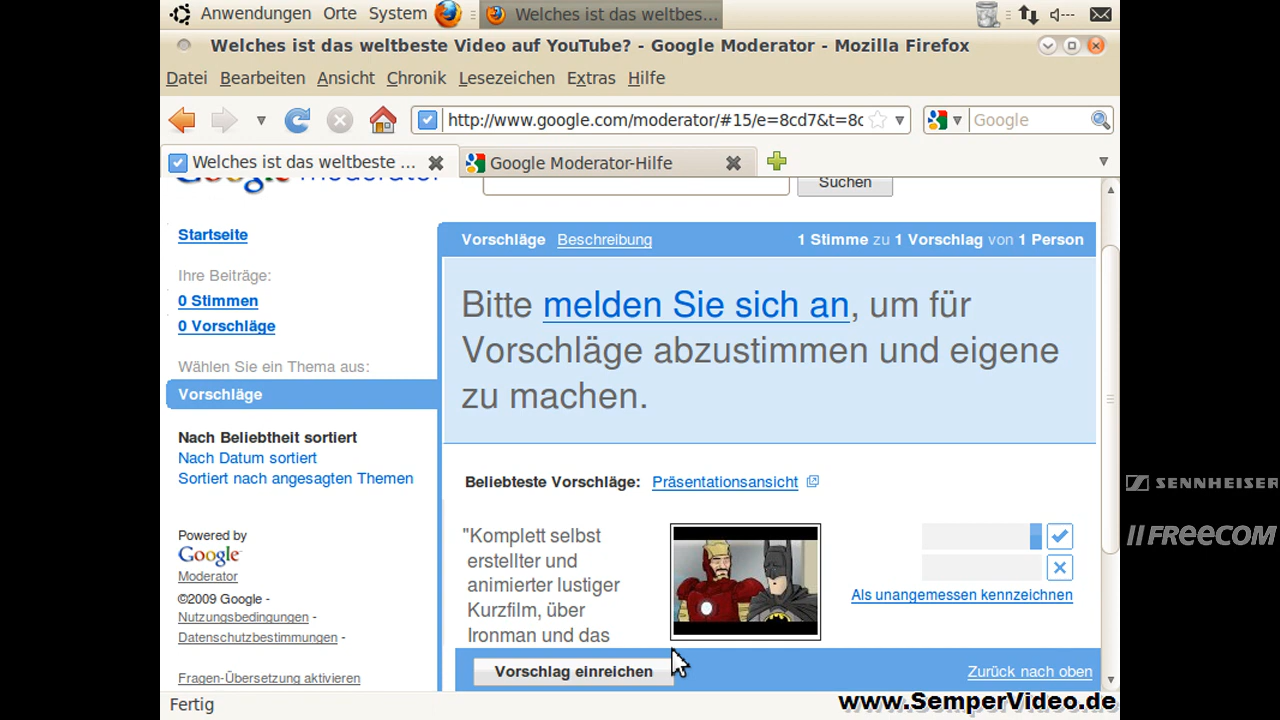 Anwendungen Orte System Welches ist das weltbes...
Welches ist das weltbeste Video auf YouTube? - Google Moderator - Mozilla Firefox
Datei Bearbeiten Ansicht Chronik Lesezeichen Extras Hilfe
http://www.google.com/moderator/#15/e=8cd7&t=8c Google
Welches ist das weltbeste ... Google Moderator-Hilfe
Google Moderator Suchen
Startseite
Vorschläge Beschreibung 1 Stimme zu 1 Vorschlag von 1 Person
Ihre Beiträge:
0 Stimmen
0 Vorschläge
Wählen Sie ein Thema aus:
Vorschläge
Nach Beliebtheit sortiert
Nach Datum sortiert
Sortiert nach angesagten Themen
Powered by
Google
Moderator
©2009 Google -
Nutzungsbedingungen -
Datenschutzbestimmungen -
Fragen-Übersetzung aktivieren
Bitte melden Sie sich an, um für
Vorschläge abzustimmen und eigene
zu machen.
Beliebteste Vorschläge: Präsentationsansicht
"Komplett selbst
erstellter und
animierter lustiger
Kurzfilm, über
Ironman und das
Als unangemessen kennzeichnen
Vorschlag einreichen Zurück nach oben
Fertig
www.SemperVideo.de
SENNHEISER
FREECOM